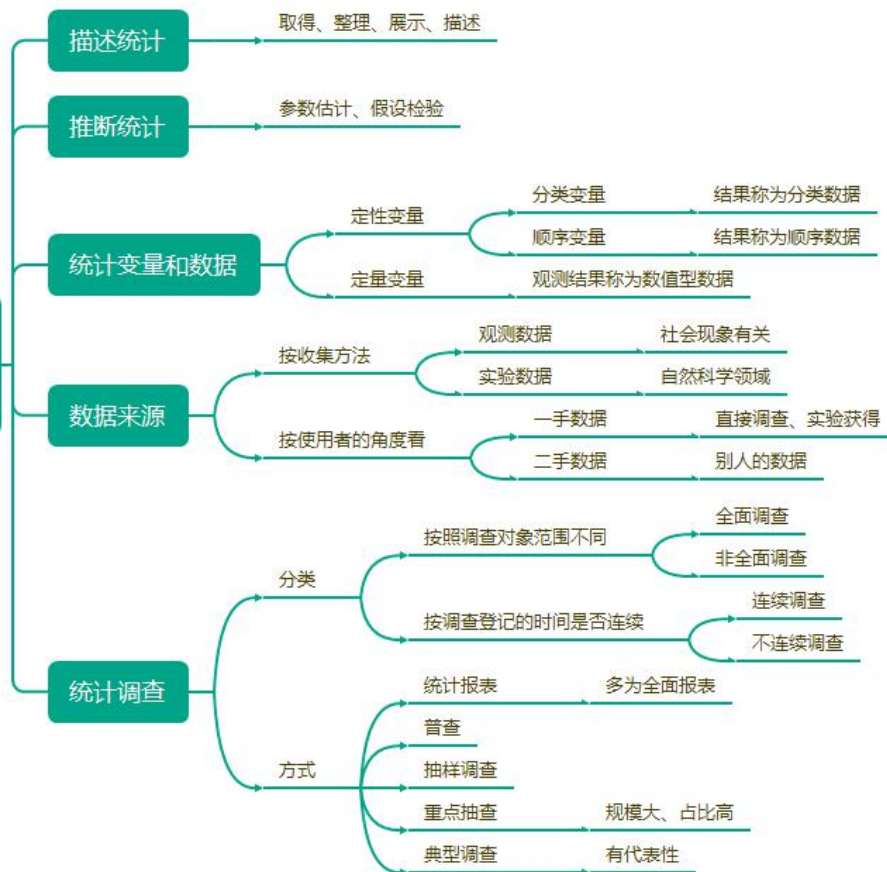 描述统计
取得、整理、展示、描述
推断统计
参数估计、假设检验
统计变量和数据
定性变量
分类变量
结果称为分类数据
顺序变量
结果称为顺序数据
定量变量
观测结果称为数值型数据
数据来源
按收集方法
观测数据
社会现象有关
实验数据
自然科学领域
按使用者的角度看
一手数据
直接调查、实验获得
二手数据
别人的数据
统计调查
分类
按照调查对象范围不同
全面调查
非全面调查
按调查登记的时间是否连续
连续调查
不连续调查
方式
统计报表
多为全面报表
普查
抽样调查
重点抽查
规模大、占比高
典型调查
有代表性